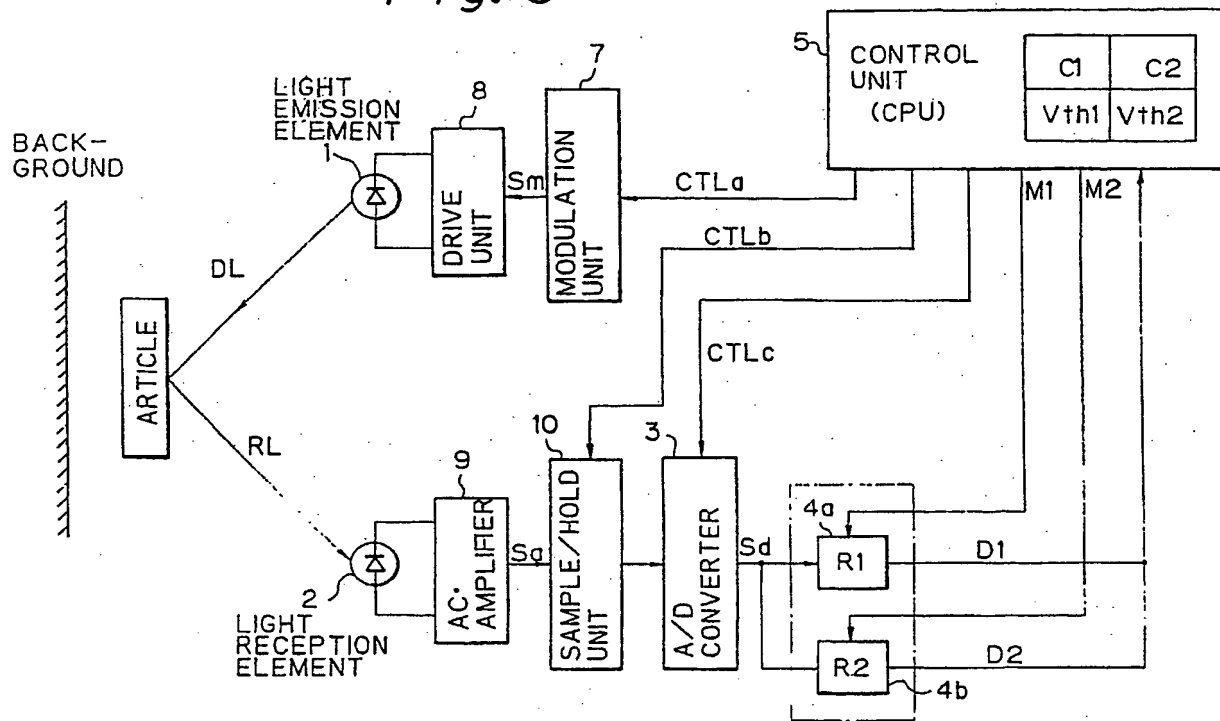 5
CONTROL
UNIT
(CPU)
C1 C2
Vth1 Vth2
7
8
LIGHT
EMISSION
ELEMENT
1
BACK-
GROUND
DRIVE
UNIT
Sm
MODULATION
UNIT
CTLa
M1
M2
CTLb
DL
CTLc
ARTICLE
RL
10
3
9
4a
AC·
AMPLIFIER
Sa
SAMPLE/HOLD
UNIT
A/D
CONVERTER
Sd
R1
D1
2
LIGHT
RECEPTION
ELEMENT
R2
D2
4b